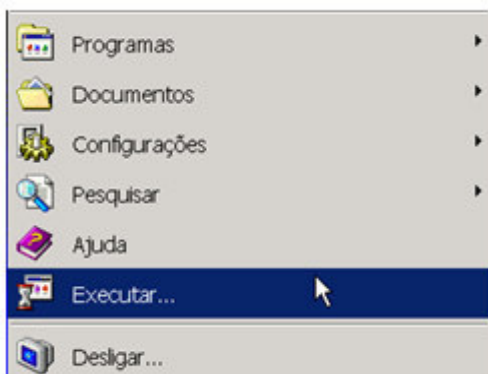 Programas
Documentos
Configurações
Pesquisar
Ajuda
Executar...
Desligar...